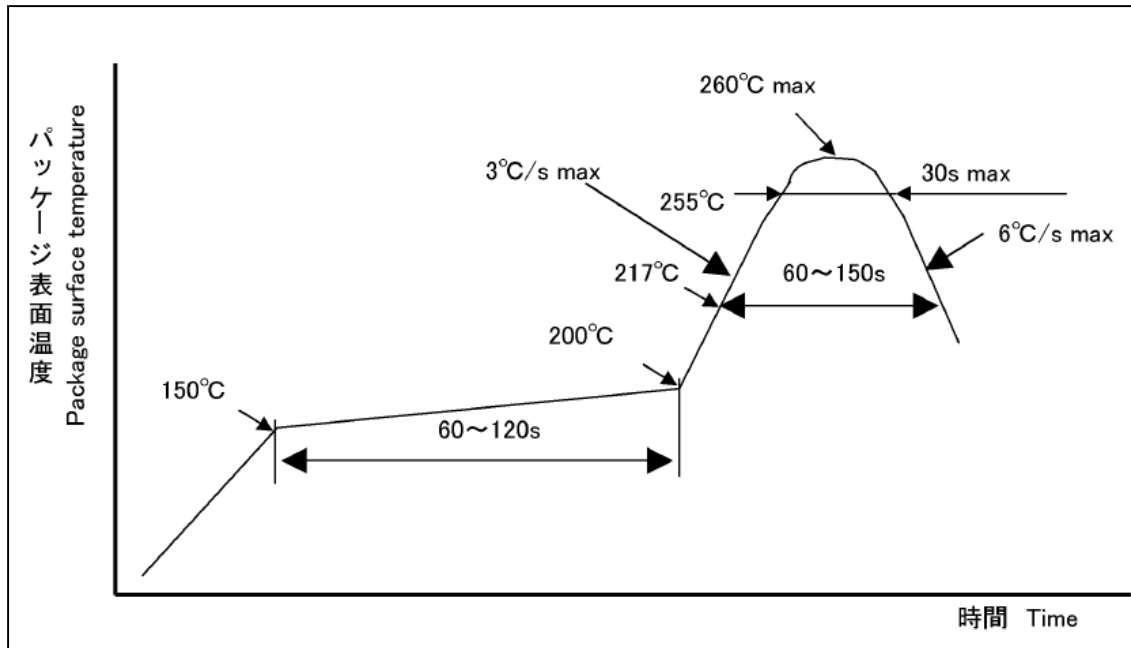 パッケージ表面温度
Package surface temperature
260℃ max
3℃/s max
255℃
30s max
6℃/s max
217℃
60～150s
200℃
150℃
60～120s
時間 Time